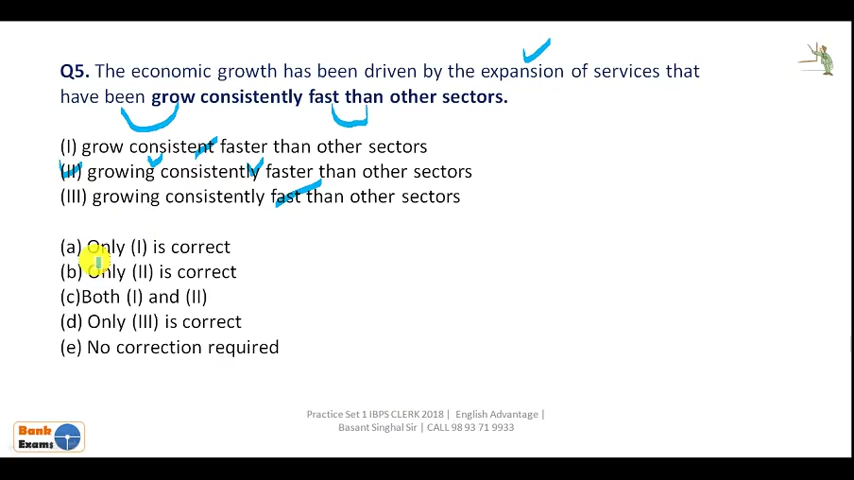 Q5. The economic growth has been driven by the expansion of services that
have been grow consistently fast than other sectors.
(I) grow consistent faster than other sectors
(II) growing consistently faster than other sectors
(III) growing consistently fast than other sectors
(a) Only (I) is correct
(b) Only (II) is correct
(c)Both (I) and (II)
(d) Only (III) is correct
(e) No correction required
Practice Set 1 IBPS CLERK 2018 | English Advantage |
Basant Singhal Sir | CALL 98 93 71 9933
Bank
Exams